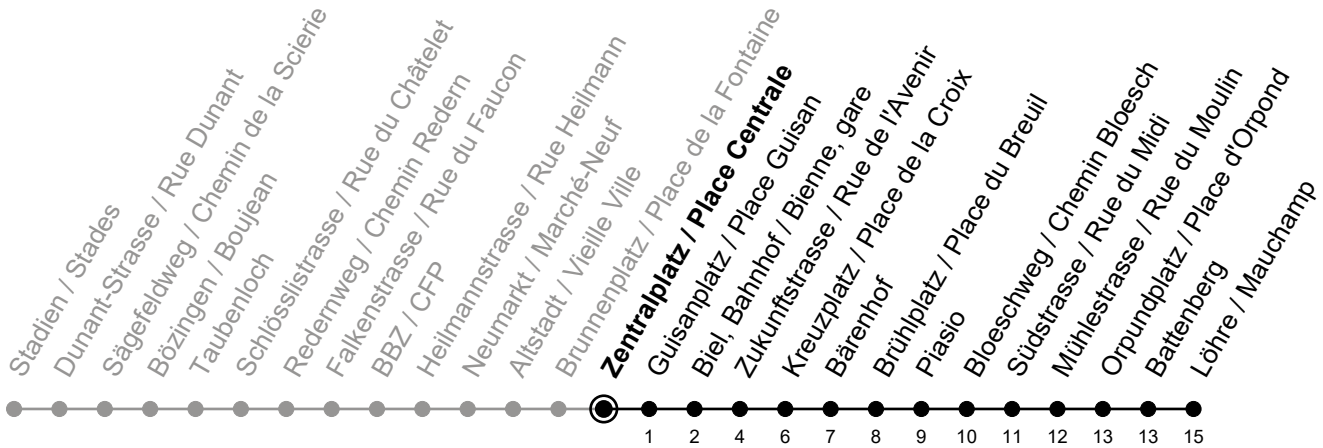 Stadien / Stades
Dunant-Strasse / Rue Dunant
Sägefeldweg / Chemin de la Scierie
Bözingen / Boujean
Taubenloch
Schlösslistrasse / Rue du Châtelet
Redernweg / Chemin Redern
Falkenstrasse / Rue du Faucon
BBZ / CFP
Heilmannstrasse / Rue Heilmann
Neumarkt / Marché-Neuf
Altstadt / Vieille Ville
Brunnenplatz / Place de la Fontaine
Zentralplatz / Place Centrale
Guisanplatz / Place Guisan
Biel, Bahnhof / Bienne, gare
Zukunftstrasse / Rue de l'Avenir
Kreuzplatz / Place de la Croix
Bärenhof
Brühlplatz / Place du Breuil
Piasio
Bloeschweg / Chemin Bloesch
Südstrasse / Rue du Midi
Mühlestrasse / Rue du Moulin
Orpundplatz / Place d'Orpond
Battenberg
Löhre / Mauchamp
1 2 4 6 7 8 9 10 11 12 13 13 15